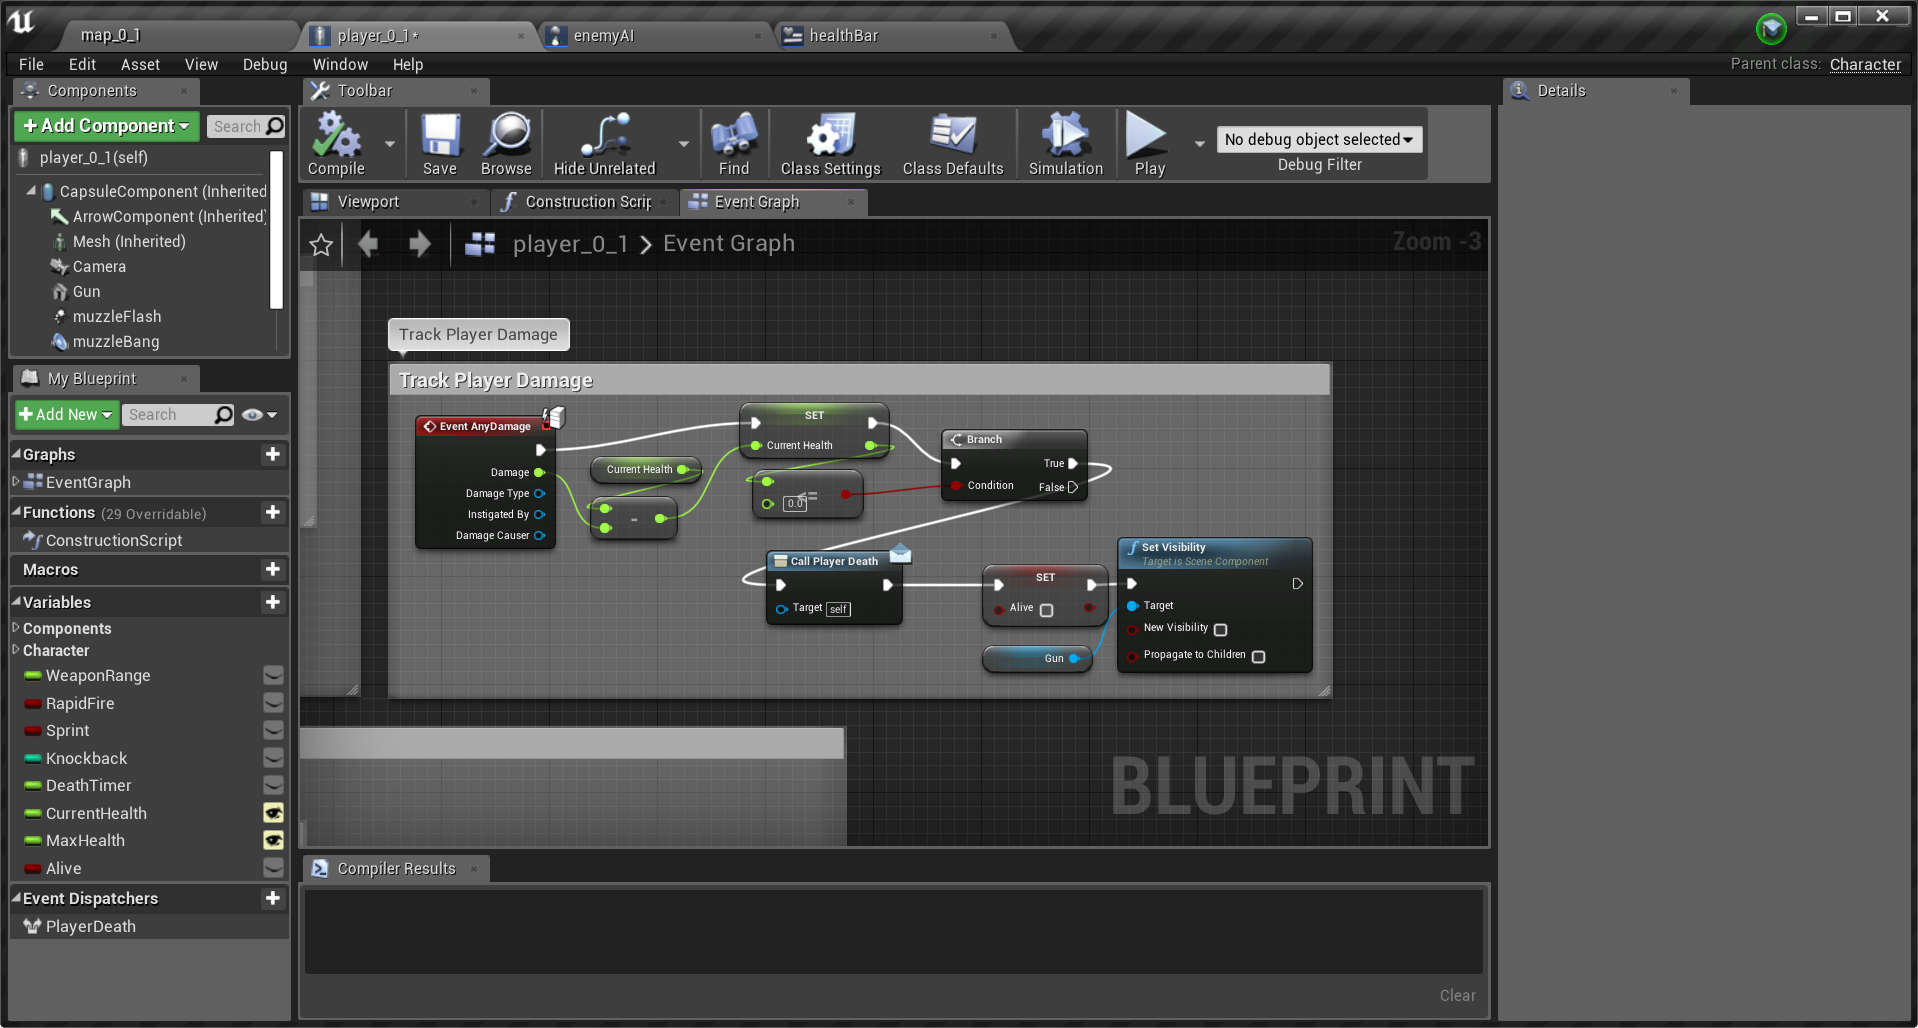 map_0_1
player_0_1*
enemyAI
healthBar
File Edit Asset View Debug Window Help
Parent class: Character
Components
Toolbar
Details
+ Add Component
Search
player_0_1(self)
CapsuleComponent (Inherited
ArrowComponent (Inherited)
Mesh (Inherited)
Camera
Gun
muzzleFlash
muzzleBang
Compile
Save
Browse
Hide Unrelated
Find
Class Settings
Class Defaults
Simulation
Play
No debug object selected
Debug Filter
Viewport
Construction Scrip
Event Graph
player_0_1 > Event Graph
Zoom -3
My Blueprint
+ Add New
Search
Graphs
EventGraph
Functions (29 Overridable)
ConstructionScript
Macros
Variables
Components
Character
WeaponRange
RapidFire
Sprint
Knockback
DeathTimer
CurrentHealth
MaxHealth
Alive
Event Dispatchers
PlayerDeath
Track Player Damage
Track Player Damage
Event AnyDamage
Damage
Damage Type
Instigated By
Damage Causer
Current Health
-
SET
Current Health
0.0
<=
Branch
True
Condition
False
Call Player Death
Target self
SET
Alive
Gun
Set Visibility
Target is Scene Component
Target
New Visibility
Propagate to Children
BLUEPRINT
Compiler Results
Clear